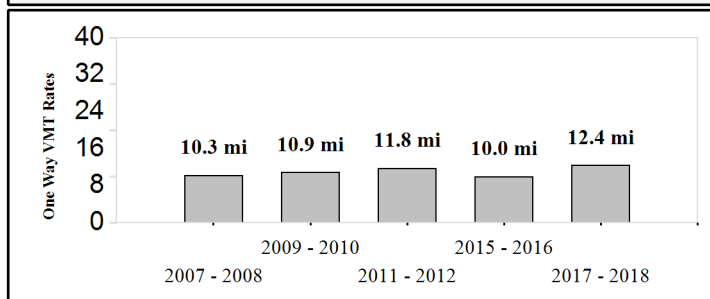 One Way VMT Rates
40
32
24
16
8
0
10.3 mi
10.9 mi
11.8 mi
10.0 mi
12.4 mi
2009 - 2010
2015 - 2016
2007 - 2008
2011 - 2012
2017 - 2018